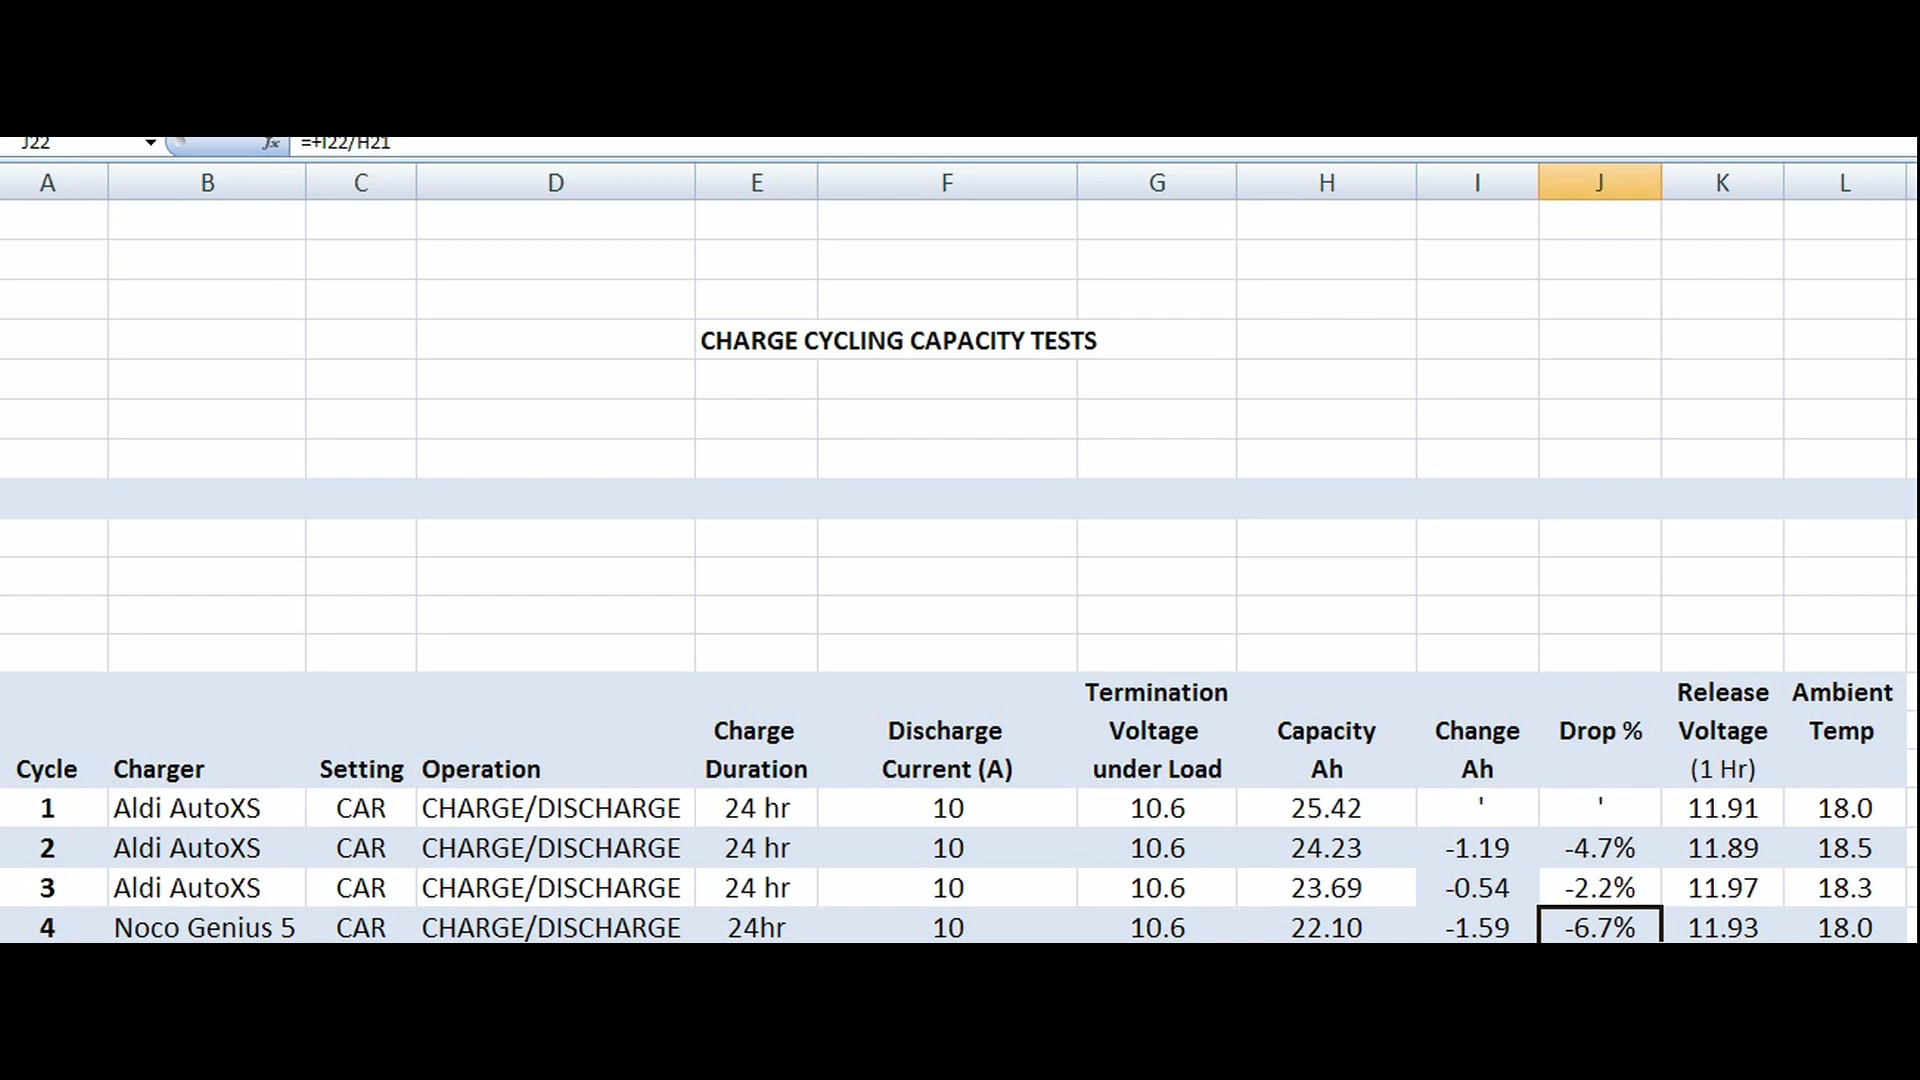 J22 fx =+I22/H21
A B C D E F G H I J K L
CHARGE CYCLING CAPACITY TESTS
Termination Release Ambient
Charge Discharge Voltage Capacity Change Drop % Voltage Temp
Cycle Charger Setting Operation Duration Current (A) under Load Ah Ah (1 Hr)
1 Aldi AutoXS CAR CHARGE/DISCHARGE 24 hr 10 10.6 25.42 ' ' 11.91 18.0
2 Aldi AutoXS CAR CHARGE/DISCHARGE 24 hr 10 10.6 24.23 -1.19 -4.7% 11.89 18.5
3 Aldi AutoXS CAR CHARGE/DISCHARGE 24 hr 10 10.6 23.69 -0.54 -2.2% 11.97 18.3
4 Noco Genius 5 CAR CHARGE/DISCHARGE 24hr 10 10.6 22.10 -1.59 -6.7% 11.93 18.0